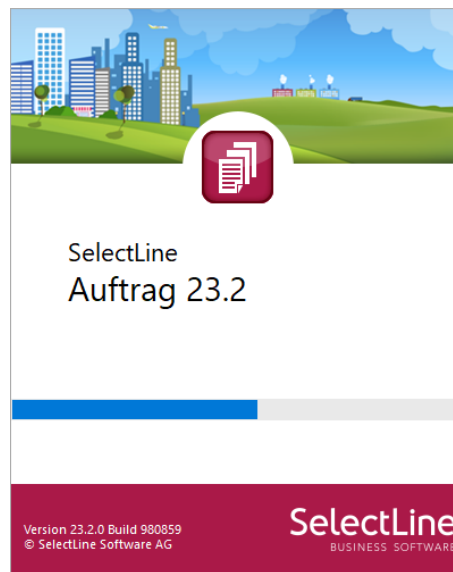 SelectLine
Auftrag 23.2
Version 23.2.0 Build 980859
© SelectLine Software AG
SelectLine
BUSINESS SOFTWARE